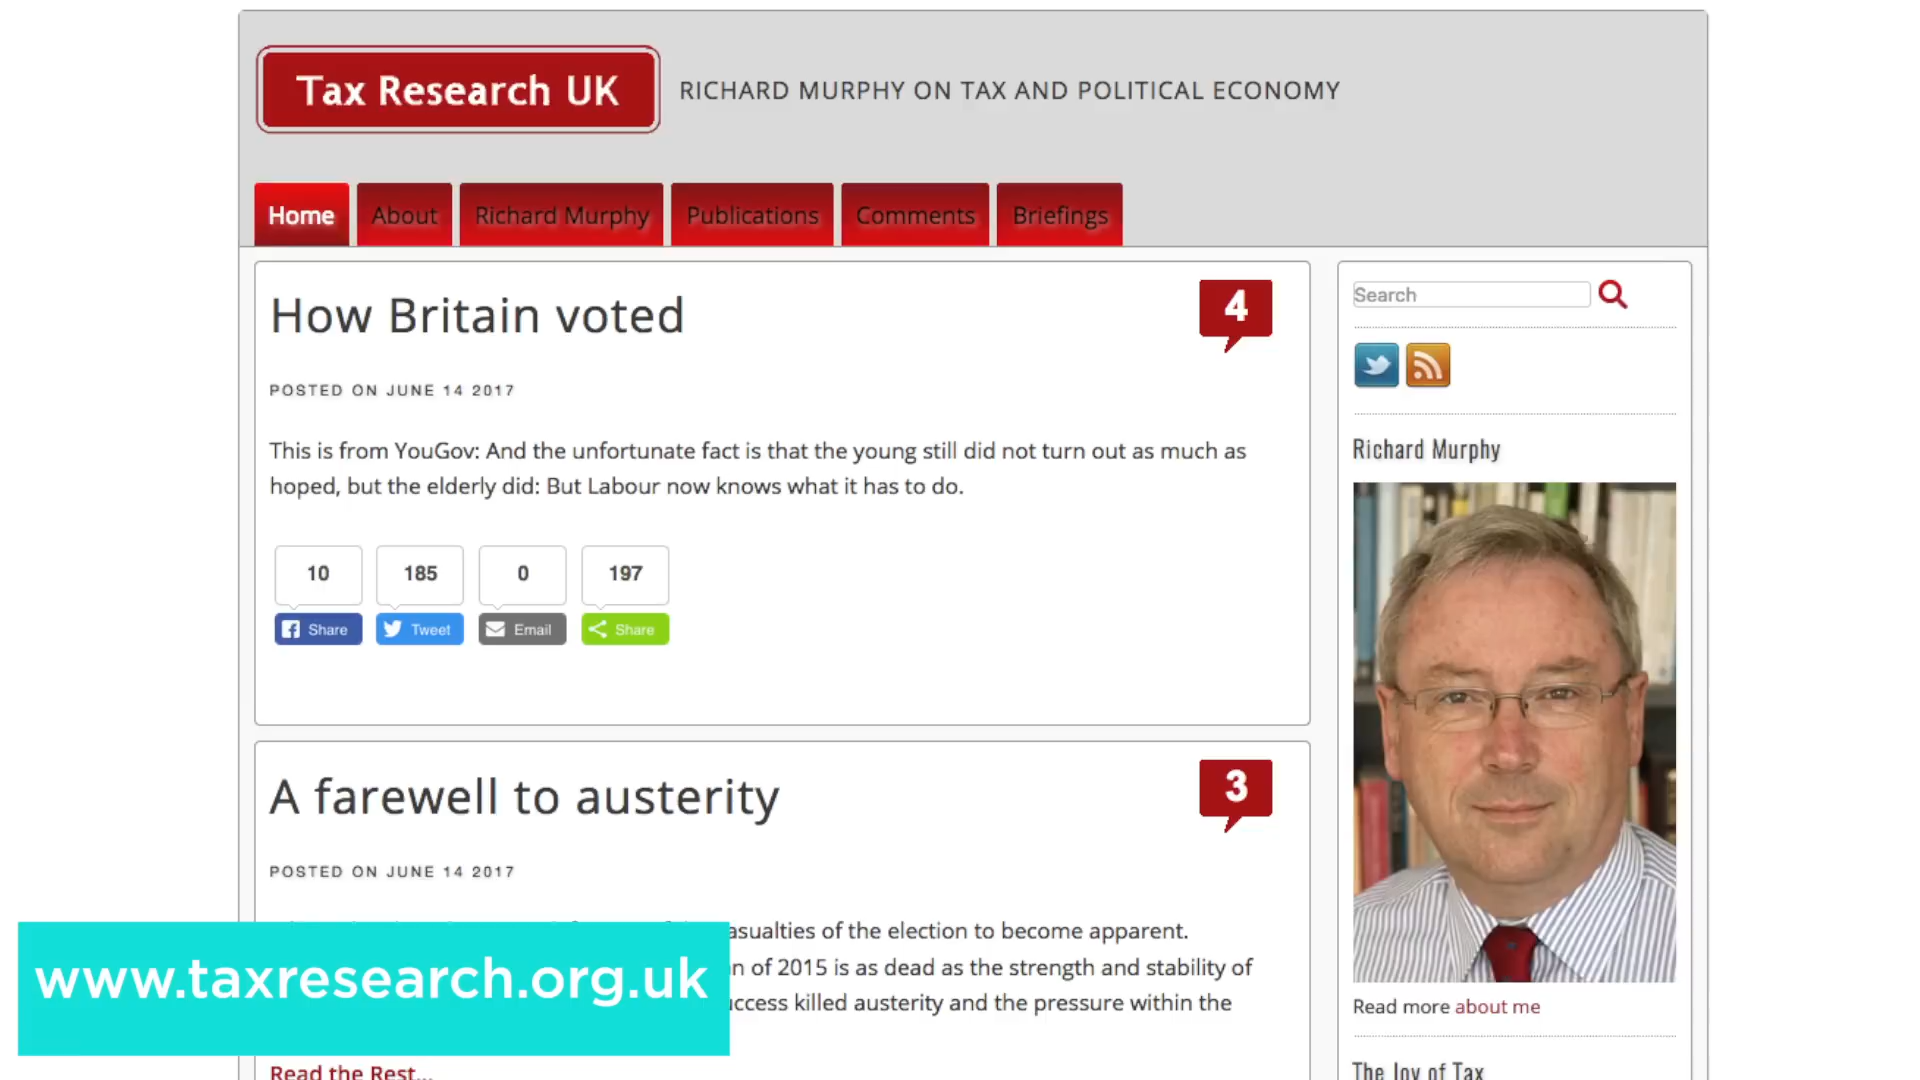 Tax Research UK
RICHARD MURPHY ON TAX AND POLITICAL ECONOMY
Home
About
Richard Murphy
Publications
Comments
Briefings
How Britain voted
4
POSTED ON JUNE 14 2017
This is from YouGov: And the unfortunate fact is that the young still did not turn out as much as
hoped, but the elderly did: But Labour now knows what it has to do.
10
185
0
197
Share
Tweet
Email
Share
A farewell to austerity
3
POSTED ON JUNE 14 2017
of the election to become apparent.
of 2015 is as dead as the strength and stability of
killed austerity and the pressure within the
Read the Rest...
www.taxresearch.org.uk
Search
Richard Murphy
Read more about me
The Joy of Tax